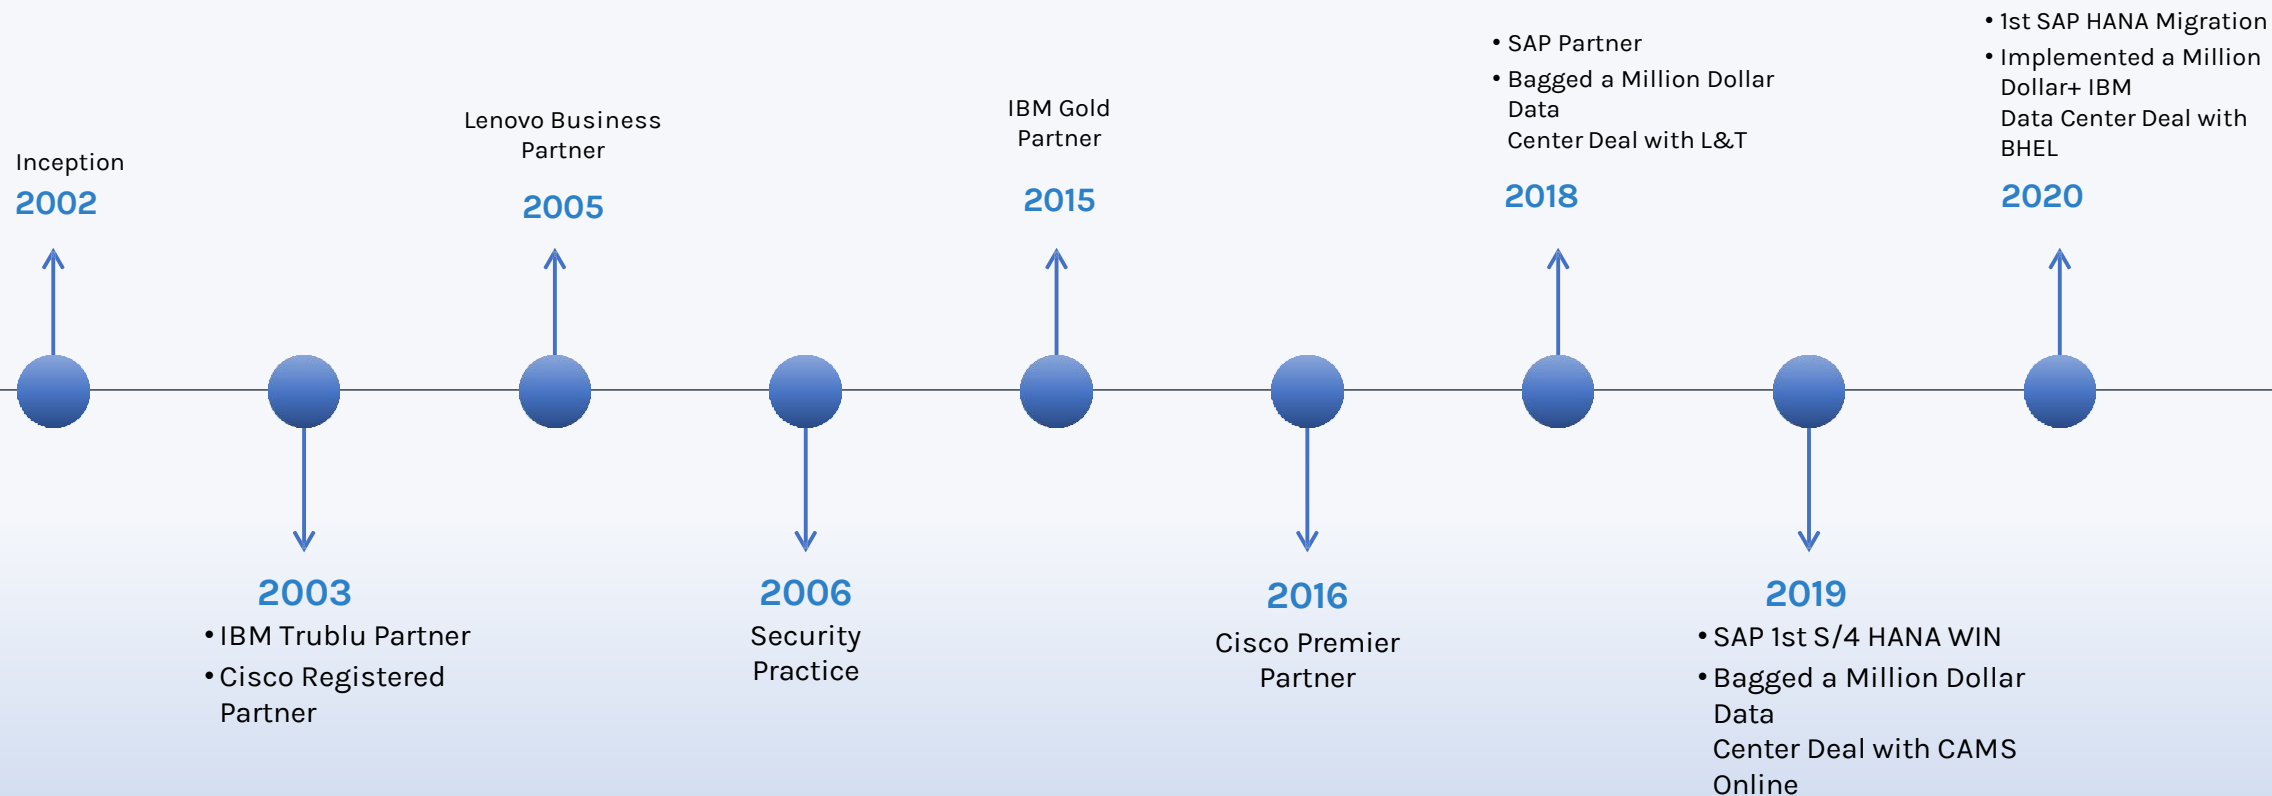 Inception
2002
2003
• IBM Trublu Partner
• Cisco Registered
Partner
Lenovo Business
Partner
2005
2006
Security
Practice
IBM Gold
Partner
2015
2016
Cisco Premier
Partner
• SAP Partner
• Bagged a Million Dollar
Data
Center Deal with L&T
2018
2019
• SAP 1st S/4 HANA WIN
• Bagged a Million Dollar
Data
Center Deal with CAMS
Online
• 1st SAP HANA Migration
• Implemented a Million
Dollar+ IBM
Data Center Deal with
BHEL
2020